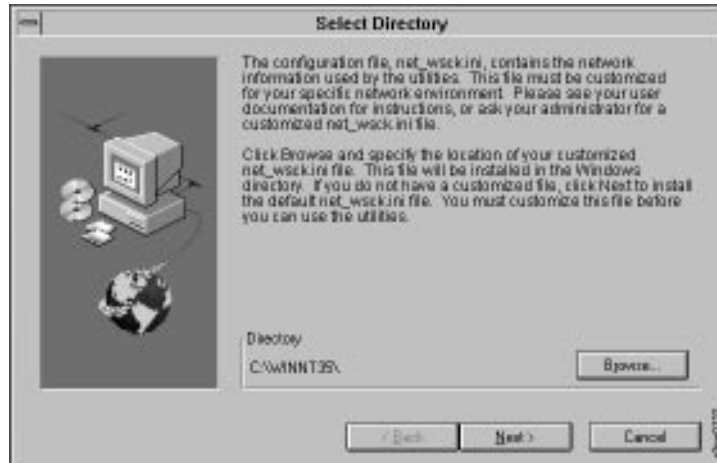 Select Directory
The configuration file, net_wsck.ini, contains the network
information used by the utilities. This file must be customized
for your specific network environment. Please see your user
documentation for instructions, or ask your administrator for a
customized net_wsck.ini file.
Click Browse and specify the location of your customized
net_wsck.ini file. This file will be installed in the Windows
directory. If you do not have a customized file, click Next to install
the default net_wsck.ini file. You must customize this file before
you can use the utilities.
Directory
C:\WINNT35\
Browse...
< Back
Next >
Cancel